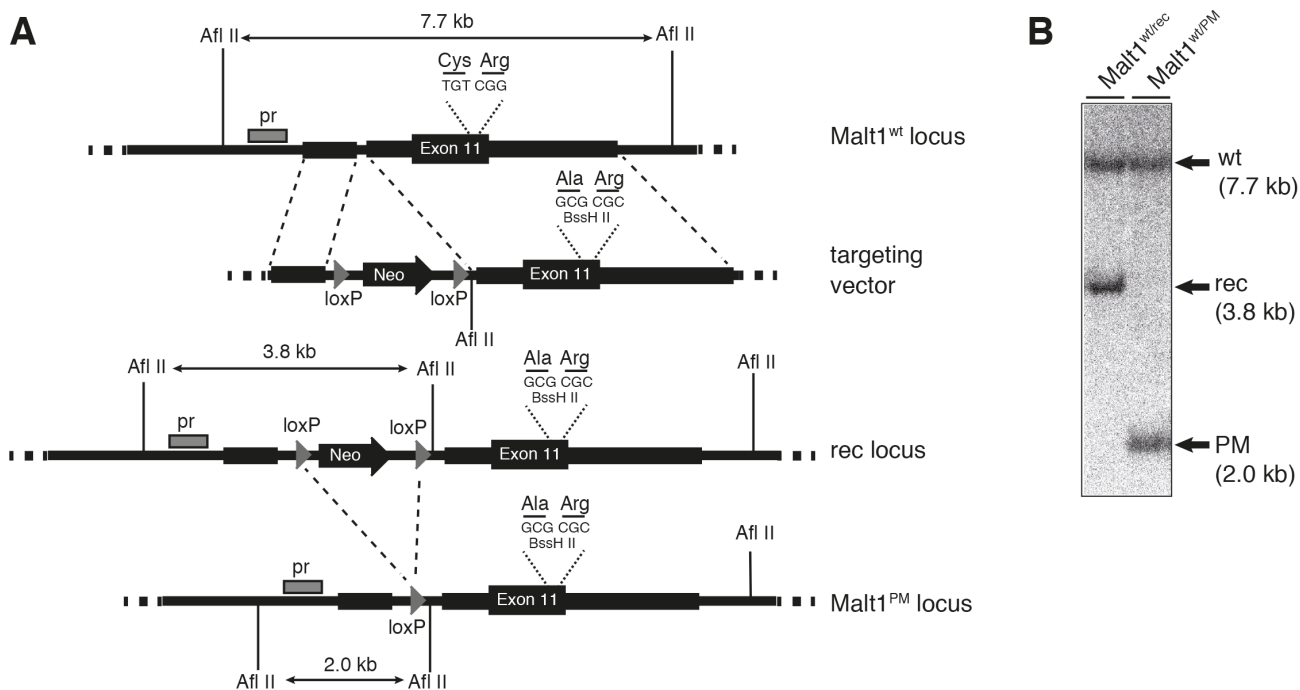 A
Afl II 7.7 kb Afl II
Cys Arg
TGT CGG
pr
Exon 11
Malt1wt locus
Ala Arg
GCG CGC
BssH II
Neo Exon 11
loxP loxP
Afl II
targeting
vector
3.8 kb
Afl II Afl II Afl II
Ala Arg
GCG CGC
BssH II
pr
loxP loxP
Neo Exon 11
rec locus
Ala Arg
GCG CGC
BssH II
Afl II
pr
Exon 11
loxP
Malt1PM locus
2.0 kb
Afl II Afl II
B
Malt1wt/rec
Malt1wt/PM
wt
(7.7 kb)
rec
(3.8 kb)
PM
(2.0 kb)